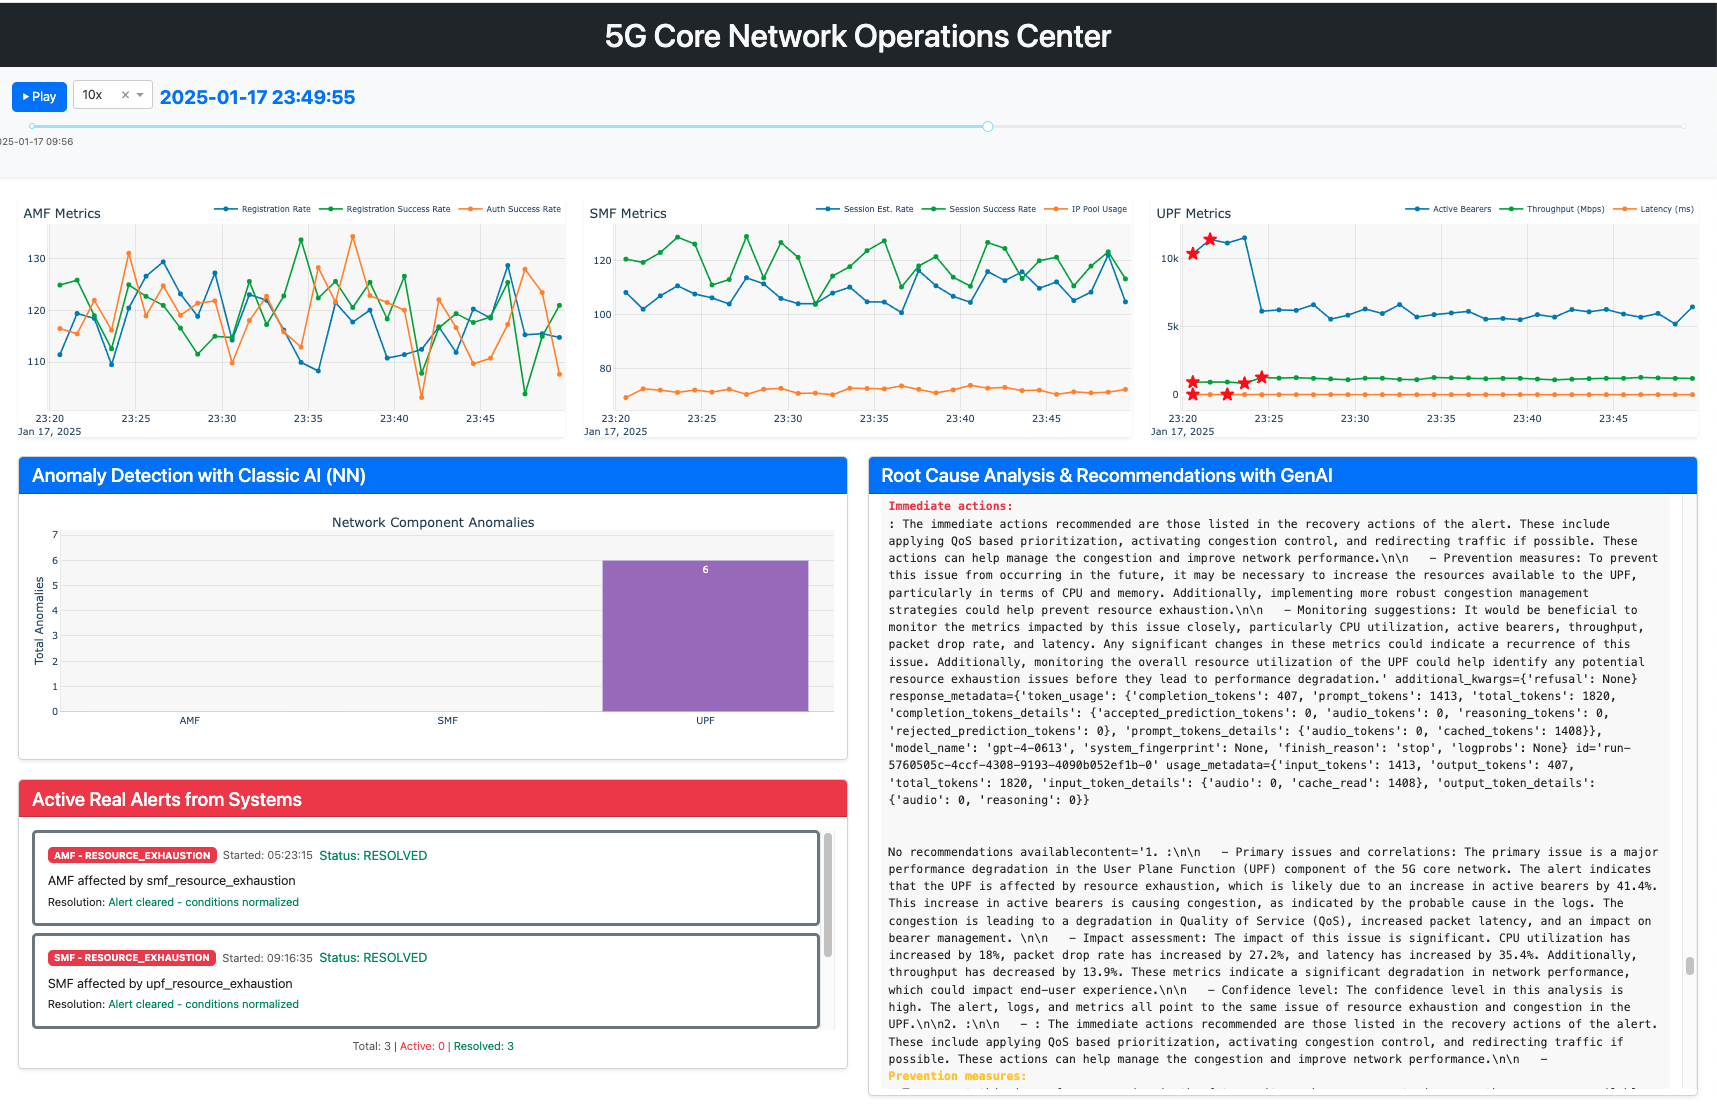 5G Core Network Operations Center
Play
10x
2025-01-17 23:49:55
025-01-17 09:56
AMF Metrics
Registration Rate
Registration Success Rate
Auth Success Rate
130
120
110
23:20
23:25
23:30
23:35
23:40
23:45
Jan 17, 2025
SMF Metrics
Session Est. Rate
Session Success Rate
IP Pool Usage
120
100
80
23:20
23:25
23:30
23:35
23:40
23:45
Jan 17, 2025
UPF Metrics
Active Bearers
Throughput (Mbps)
Latency (ms)
10k
5k
0
23:20
23:25
23:30
23:35
23:40
23:45
Jan 17, 2025
Anomaly Detection with Classic AI (NN)
Network Component Anomalies
Total Anomalies
7
6
5
4
3
2
1
0
6
AMF
SMF
UPF
Active Real Alerts from Systems
AMF - RESOURCE_EXHAUSTION Started: 05:23:15 Status: RESOLVED
AMF affected by smf_resource_exhaustion
Resolution: Alert cleared - conditions normalized
SMF - RESOURCE_EXHAUSTION Started: 09:16:35 Status: RESOLVED
SMF affected by upf_resource_exhaustion
Resolution: Alert cleared - conditions normalized
Total: 3 | Active: 0 | Resolved: 3
Root Cause Analysis & Recommendations with GenAI
Immediate actions:
: The immediate actions recommended are those listed in the recovery actions of the alert. These include
applying QoS based prioritization, activating congestion control, and redirecting traffic if possible. These
actions can help manage the congestion and improve network performance.\n\n   - Prevention measures: To prevent
this issue from occurring in the future, it may be necessary to increase the resources available to the UPF,
particularly in terms of CPU and memory. Additionally, implementing more robust congestion management
strategies could help prevent resource exhaustion.\n\n   - Monitoring suggestions: It would be beneficial to
monitor the metrics impacted by this issue closely, particularly CPU utilization, active bearers, throughput,
packet drop rate, and latency. Any significant changes in these metrics could indicate a recurrence of this
issue. Additionally, monitoring the overall resource utilization of the UPF could help identify any potential
resource exhaustion issues before they lead to performance degradation.' additional_kwargs={'refusal': None}
response_metadata={'token_usage': {'completion_tokens': 407, 'prompt_tokens': 1413, 'total_tokens': 1820,
'completion_tokens_details': {'accepted_prediction_tokens': 0, 'audio_tokens': 0, 'reasoning_tokens': 0,
'rejected_prediction_tokens': 0}, 'prompt_tokens_details': {'audio_tokens': 0, 'cached_tokens': 1408}},
'model_name': 'gpt-4-0613', 'system_fingerprint': None, 'finish_reason': 'stop', 'logprobs': None} id='run-
5760505c-4ccf-4308-9193-4090b052ef1b-0' usage_metadata={'input_tokens': 1413, 'output_tokens': 407,
'total_tokens': 1820, 'input_token_details': {'audio': 0, 'cache_read': 1408}, 'output_token_details':
{'audio': 0, 'reasoning': 0}}
No recommendations availablecontent='1. :\n\n   - Primary issues and correlations: The primary issue is a major
performance degradation in the User Plane Function (UPF) component of the 5G core network. The alert indicates
that the UPF is affected by resource exhaustion, which is likely due to an increase in active bearers by 41.4%.
This increase in active bearers is causing congestion, as indicated by the probable cause in the logs. The
congestion is leading to a degradation in Quality of Service (QoS), increased packet latency, and an impact on
bearer management. \n\n   - Impact assessment: The impact of this issue is significant. CPU utilization has
increased by 18%, packet drop rate has increased by 27.2%, and latency has increased by 35.4%. Additionally,
throughput has decreased by 13.9%. These metrics indicate a significant degradation in network performance,
which could impact end-user experience.\n\n   - Confidence level: The confidence level in this analysis is
high. The alert, logs, and metrics all point to the same issue of resource exhaustion and congestion in the
UPF.\n\n2. :\n\n   - : The immediate actions recommended are those listed in the recovery actions of the alert.
These include applying QoS based prioritization, activating congestion control, and redirecting traffic if
possible. These actions can help manage the congestion and improve network performance.\n\n   -
Prevention measures: